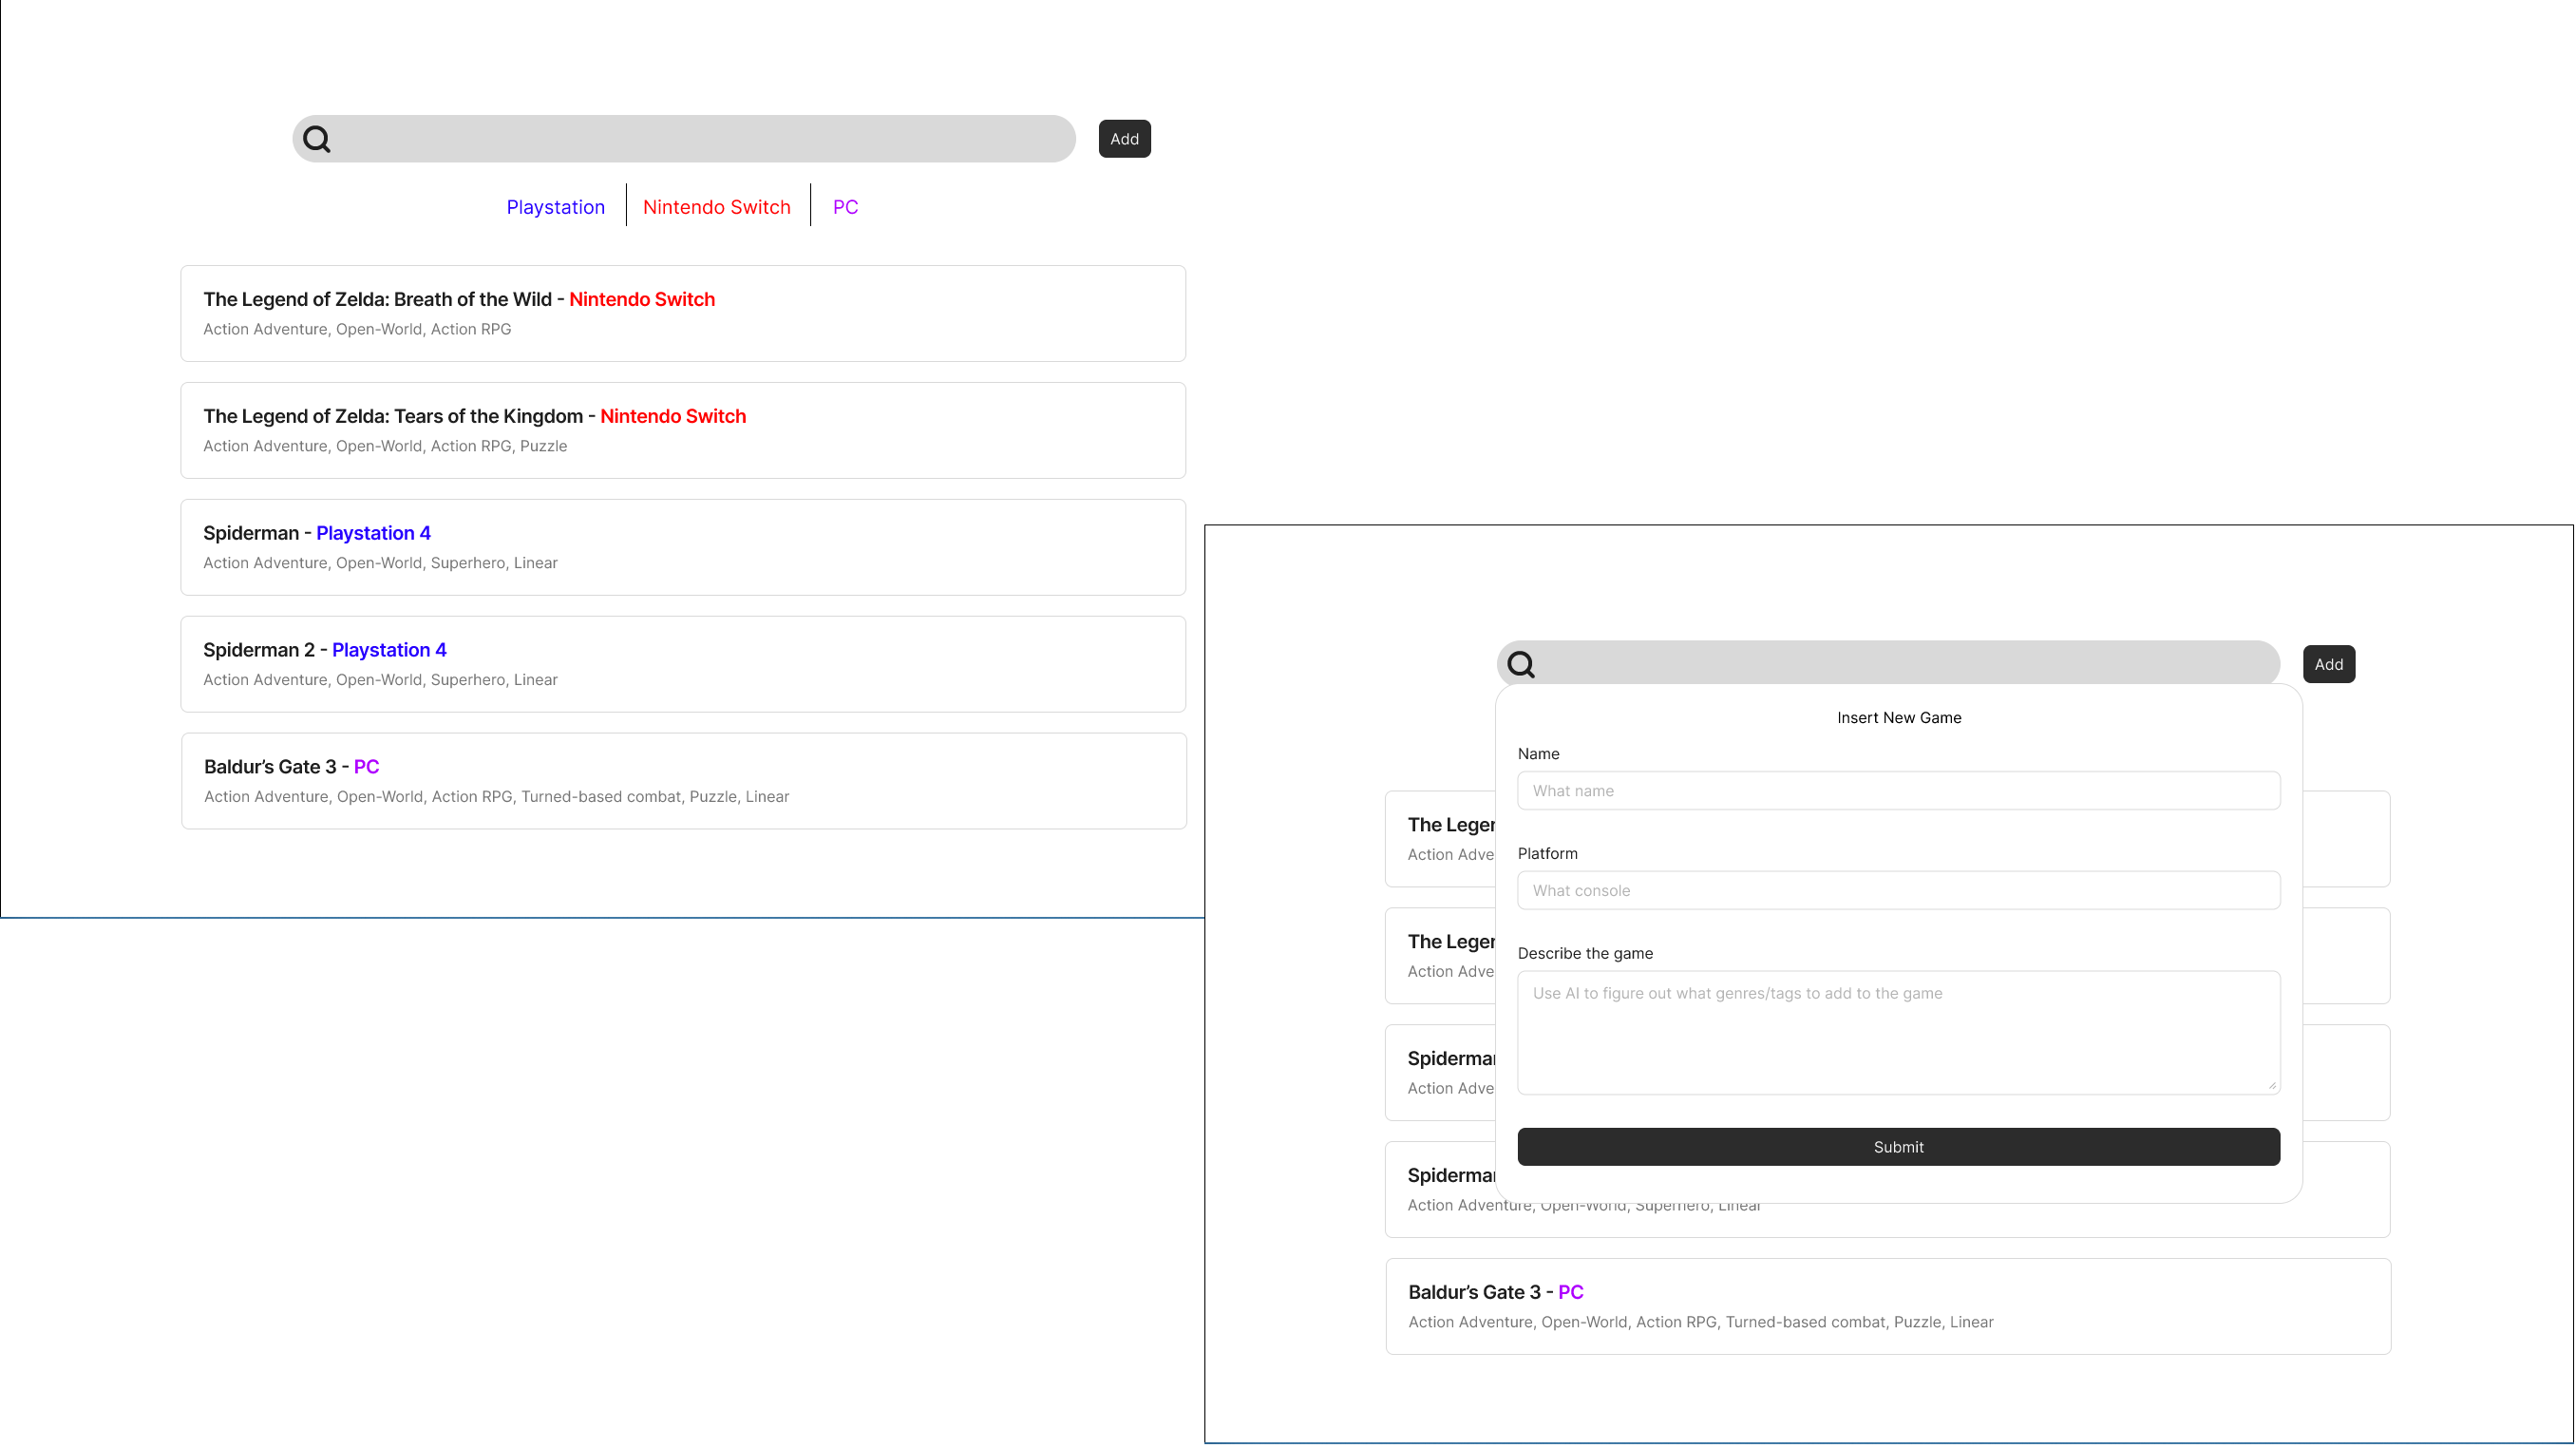 Add
Playstation
Nintendo Switch
PC
The Legend of Zelda: Breath of the Wild - Nintendo Switch
Action Adventure, Open-World, Action RPG
The Legend of Zelda: Tears of the Kingdom - Nintendo Switch
Action Adventure, Open-World, Action RPG, Puzzle
Spiderman - Playstation 4
Action Adventure, Open-World, Superhero, Linear
Spiderman 2 - Playstation 4
Action Adventure, Open-World, Superhero, Linear
Baldur’s Gate 3 - PC
Action Adventure, Open-World, Action RPG, Turned-based combat, Puzzle, Linear
Add
Insert New Game
Name
What name
Platform
What console
Describe the game
Use AI to figure out what genres/tags to add to the game
Submit
The Leger
Action Adve
The Leger
Action Adve
Spiderman
Action Adve
Spiderman
Action Adventure, Open-World, Superhero, Linear
Baldur’s Gate 3 - PC
Action Adventure, Open-World, Action RPG, Turned-based combat, Puzzle, Linear